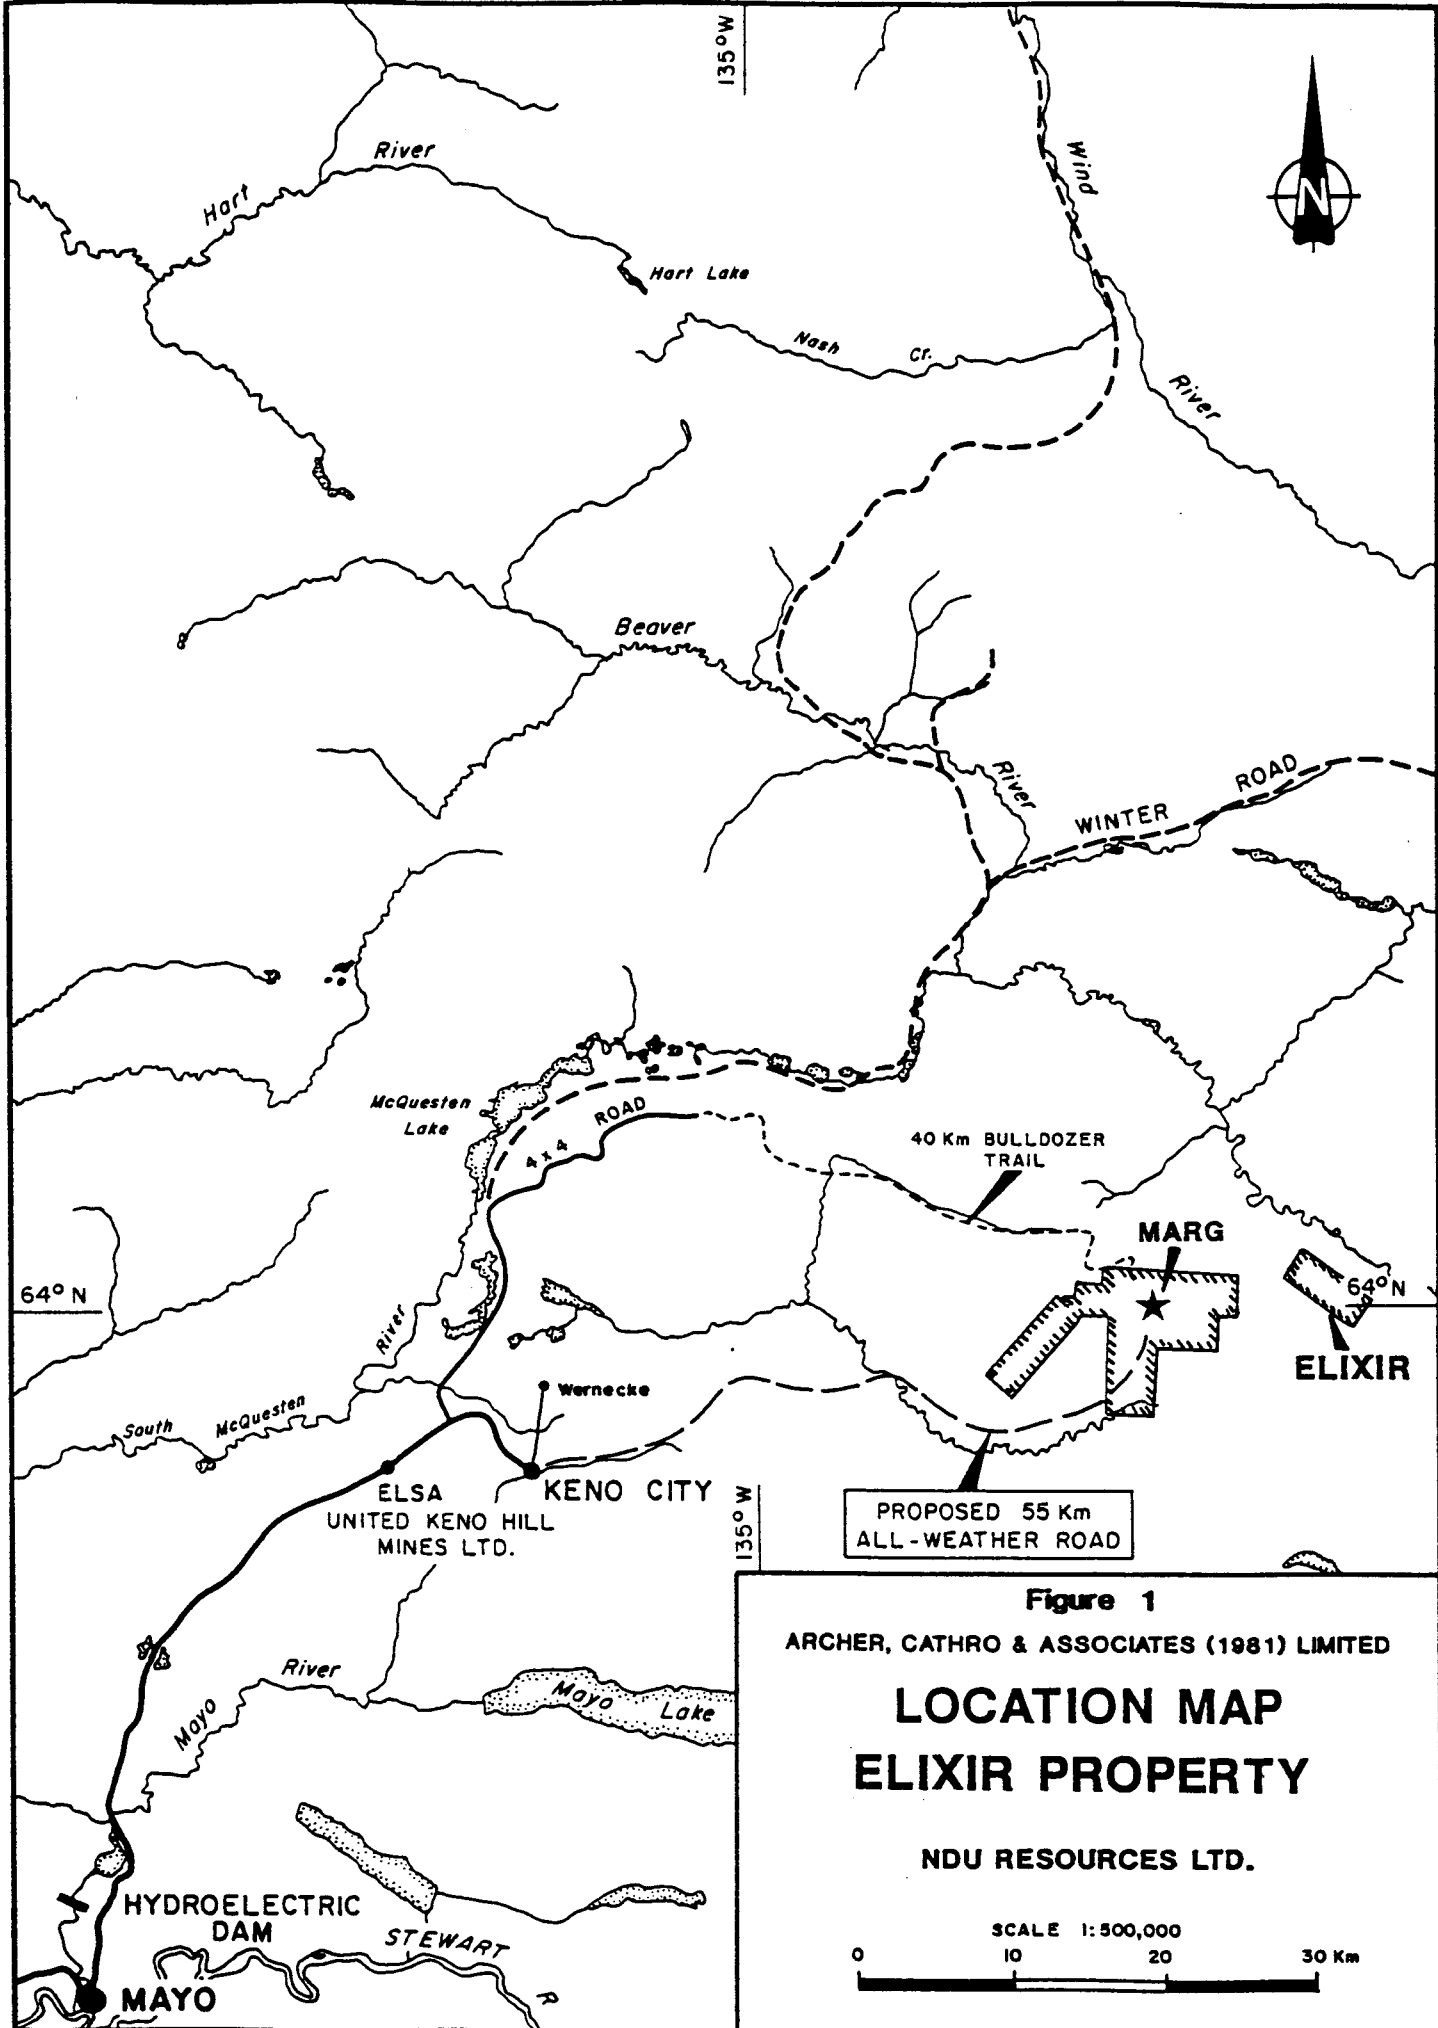 135°W
N
Wind
River
Hart
River
Hart Lake
Nash Cr.
Beaver
River
WINTER ROAD
McQuesten
Lake
4 x 4 ROAD
40 Km BULLDOZER
TRAIL
MARG
64° N
64° N
ELIXIR
River
Wernecke
South McQuesten
ELSA
UNITED KENO HILL
MINES LTD.
KENO CITY
135° W
PROPOSED 55 Km
ALL-WEATHER ROAD
Mayo River
Mayo Lake
HYDROELECTRIC
DAM
STEWART R
MAYO
Figure 1
ARCHER, CATHRO & ASSOCIATES (1981) LIMITED
LOCATION MAP
ELIXIR PROPERTY
NDU RESOURCES LTD.
SCALE 1:500,000
0 10 20 30 Km